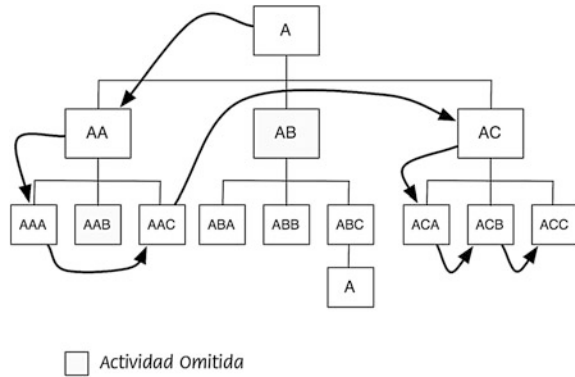 A
AA AB AC
AAA AAB AAC ABA ABB ABC ACA ACB ACC
A
Actividad Omitida